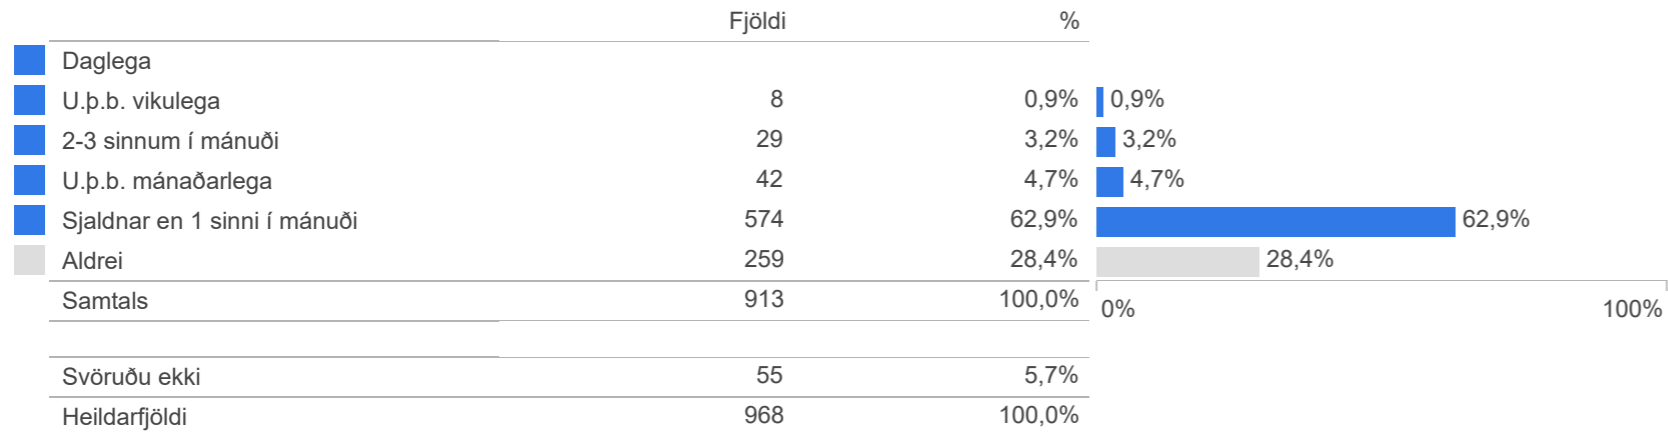 Fjöldi %
Daglega
U.þ.b. vikulega 8 0,9% 0,9%
2-3 sinnum í mánuði 29 3,2% 3,2%
U.þ.b. mánaðarlega 42 4,7% 4,7%
Sjaldnar en 1 sinni í mánuði 574 62,9% 62,9%
Aldrei 259 28,4% 28,4%
Samtals 913 100,0%
0% 100%
Svöruðu ekki 55 5,7%
Heildarfjöldi 968 100,0%